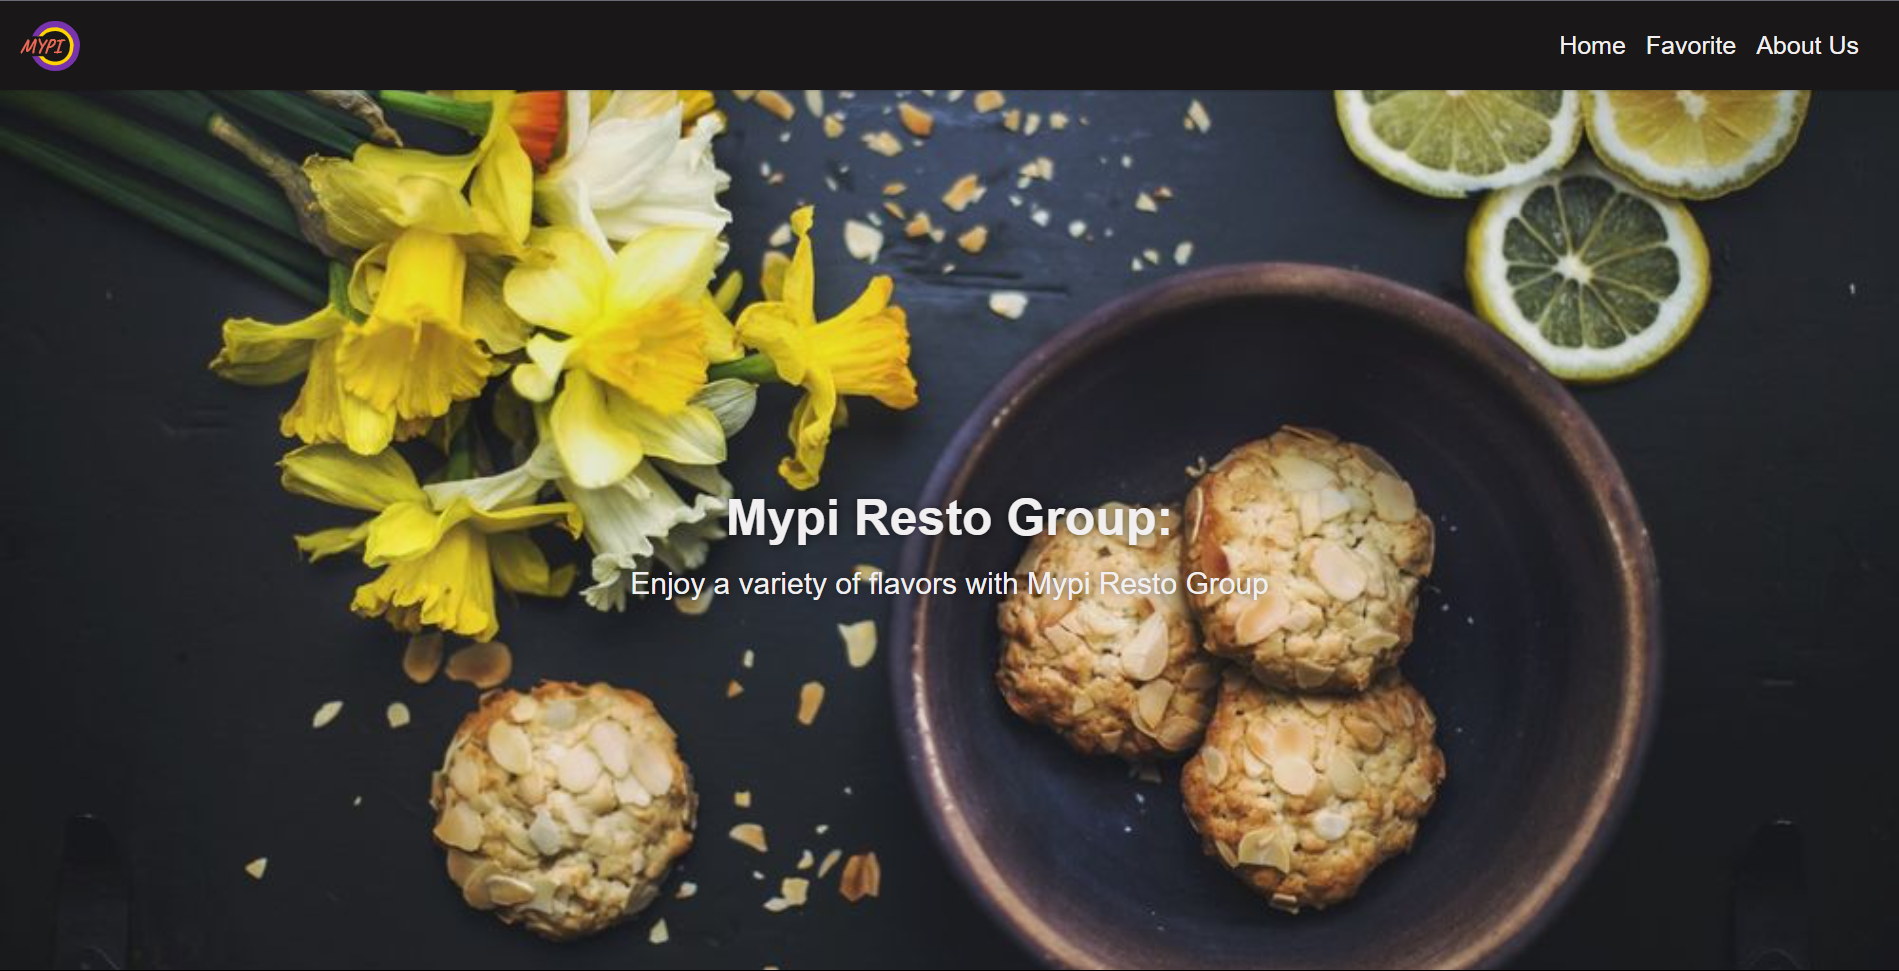 MYPI
Home Favorite About Us
Mypi Resto Group:
Enjoy a variety of flavors with Mypi Resto Group